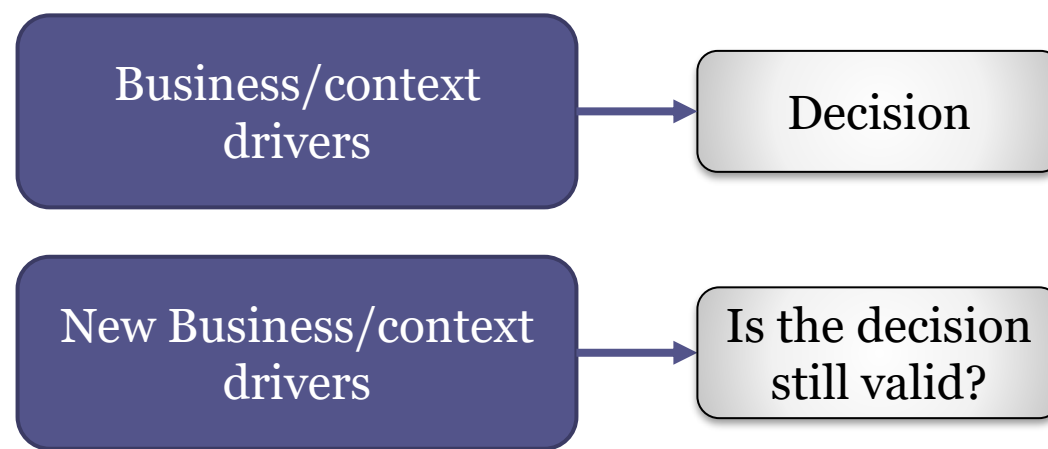 Business/context
drivers
Decision
New Business/context
drivers
Is the decision
still valid?